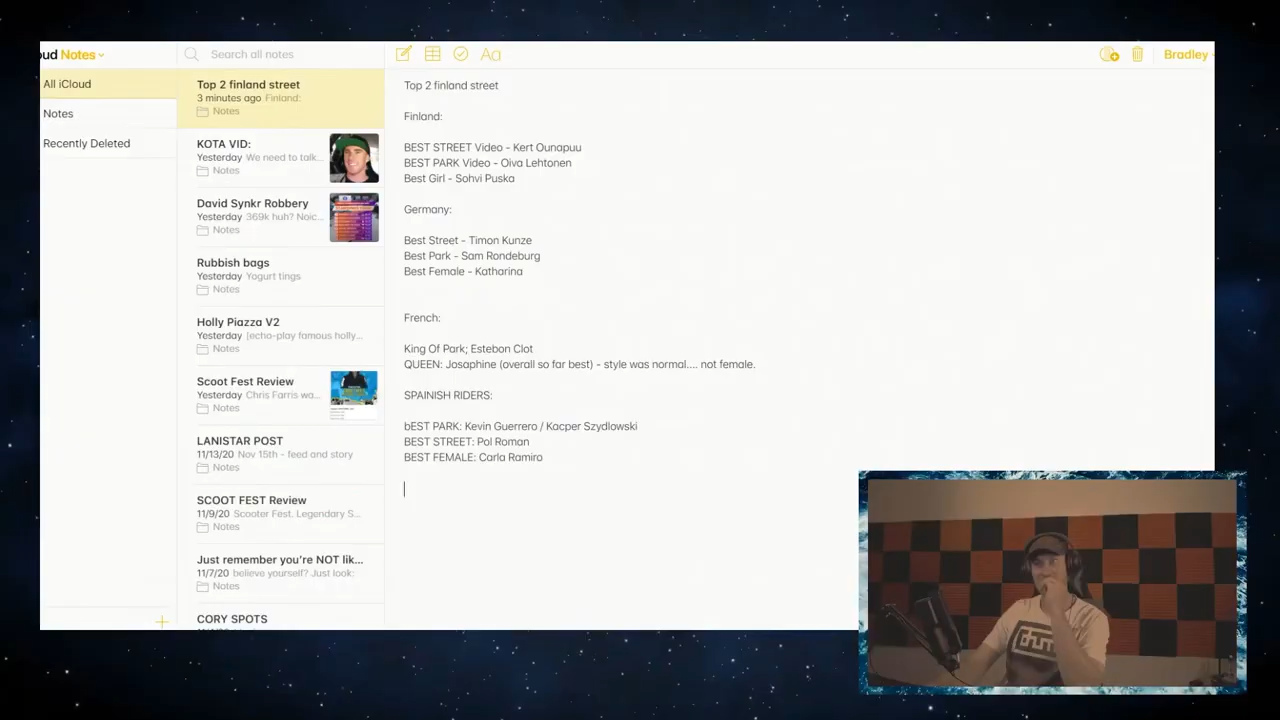 oud Notes
Search all notes
Aa
Bradley
All iCloud
Notes
Recently Deleted
Top 2 finland street
3 minutes ago Finland:
Notes
KOTA VID:
Yesterday We need to talk...
Notes
David Synkr Robbery
Yesterday 369k huh? Noic...
Notes
Rubbish bags
Yesterday Yogurt tings
Notes
Holly Piazza V2
Yesterday [echo-play famous holly...
Notes
Scoot Fest Review
Yesterday Chris Farris wa...
Notes
LANISTAR POST
11/13/20 Nov 15th - feed and story
Notes
SCOOT FEST Review
11/9/20 Scooter Fest. Legendary S...
Notes
Just remember you're NOT lik...
11/7/20 believe yourself? Just look:
Notes
CORY SPOTS
Top 2 finland street
Finland:
BEST STREET Video - Kert Ounapuu
BEST PARK Video - Oiva Lehtonen
Best Girl - Sohvi Puska
Germany:
Best Street - Timon Kunze
Best Park - Sam Rondeburg
Best Female - Katharina
French:
King Of Park; Estebon Clot
QUEEN: Josaphine (overall so far best) - style was normal.... not female.
SPAINISH RIDERS:
bEST PARK: Kevin Guerrero / Kacper Szydlowski
BEST STREET: Pol Roman
BEST FEMALE: Carla Ramiro